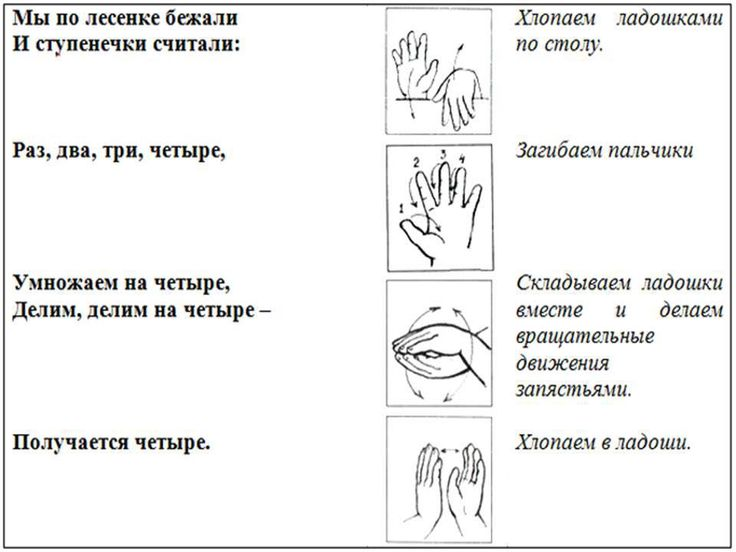 Мы по лесенке бежали
И ступенечки считали:
Хлопаем ладошками
по столу.
Раз, два, три, четыре,
1 2 3 4
Загибаем пальчики
Умножаем на четыре,
Делим, делим на четыре –
Складываем ладошки
вместе и делаем
вращательные
движения
запястьями.
Получается четыре.
Хлопаем в ладоши.